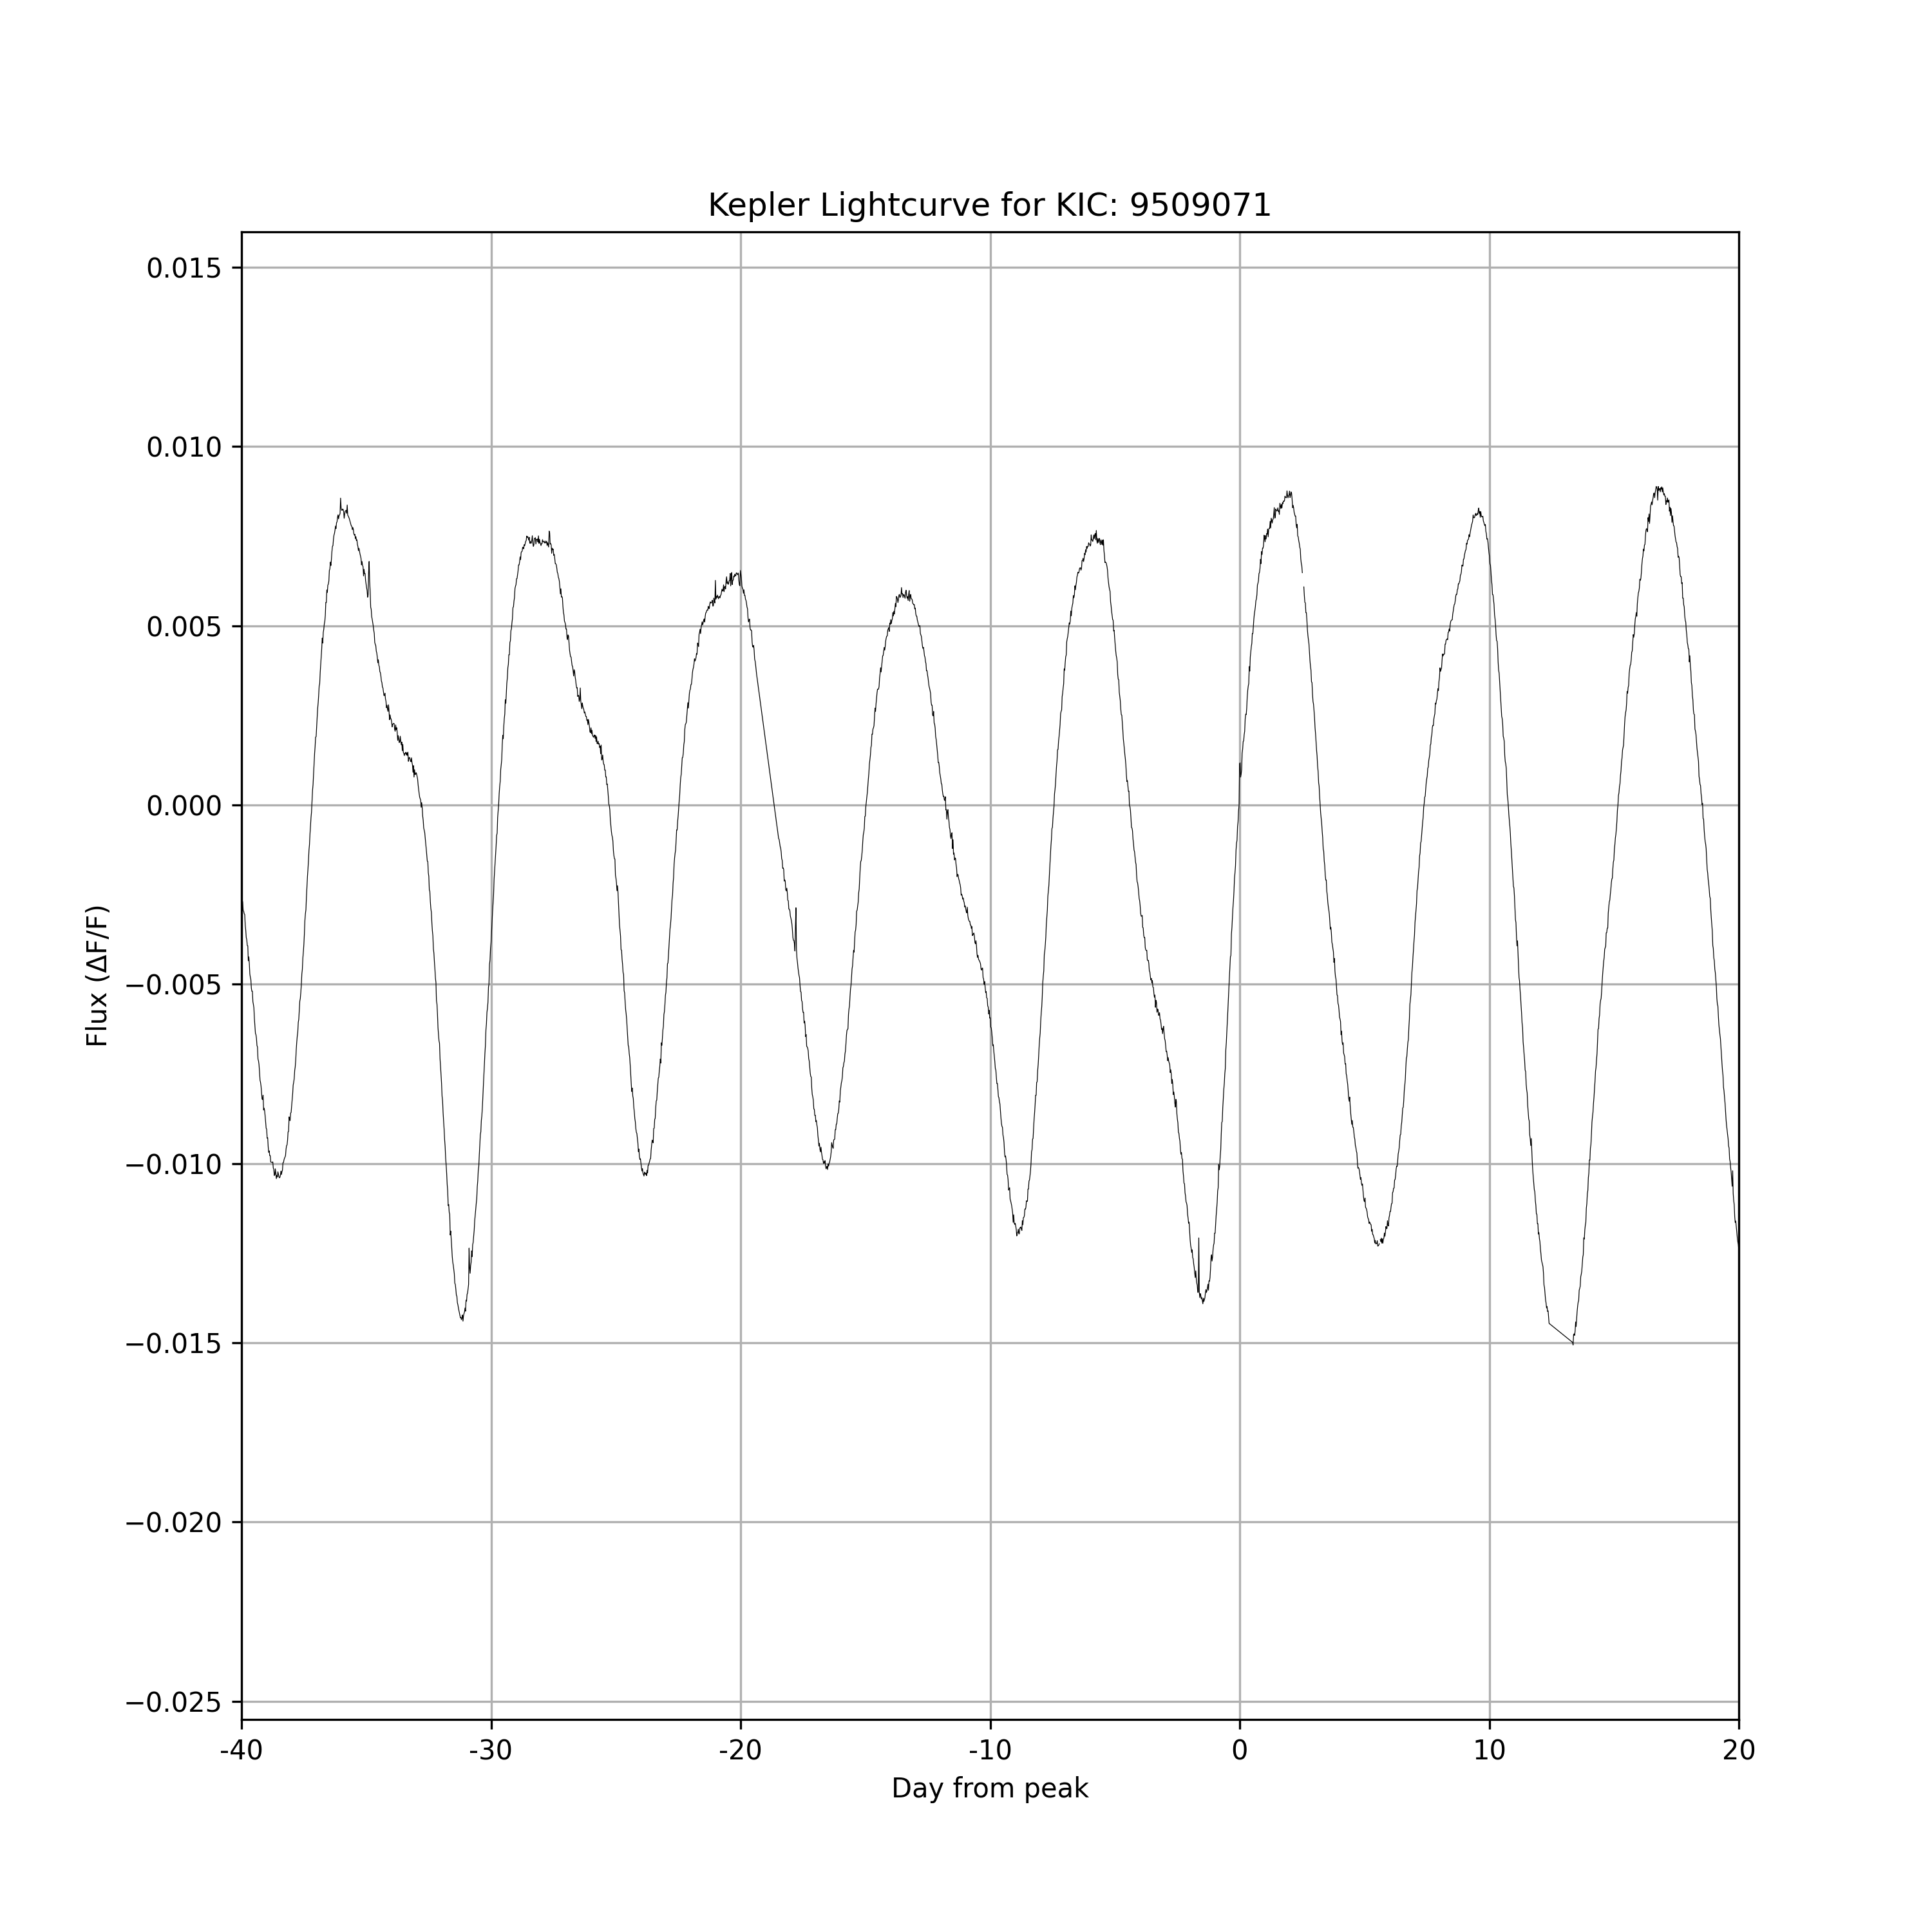 Kepler Lightcurve for KIC: 9509071
0.015
0.010
0.005
0.000
−0.005
−0.010
−0.015
−0.020
−0.025
Flux (ΔF/F)
-40 -30 -20 -10 0 10 20
Day from peak